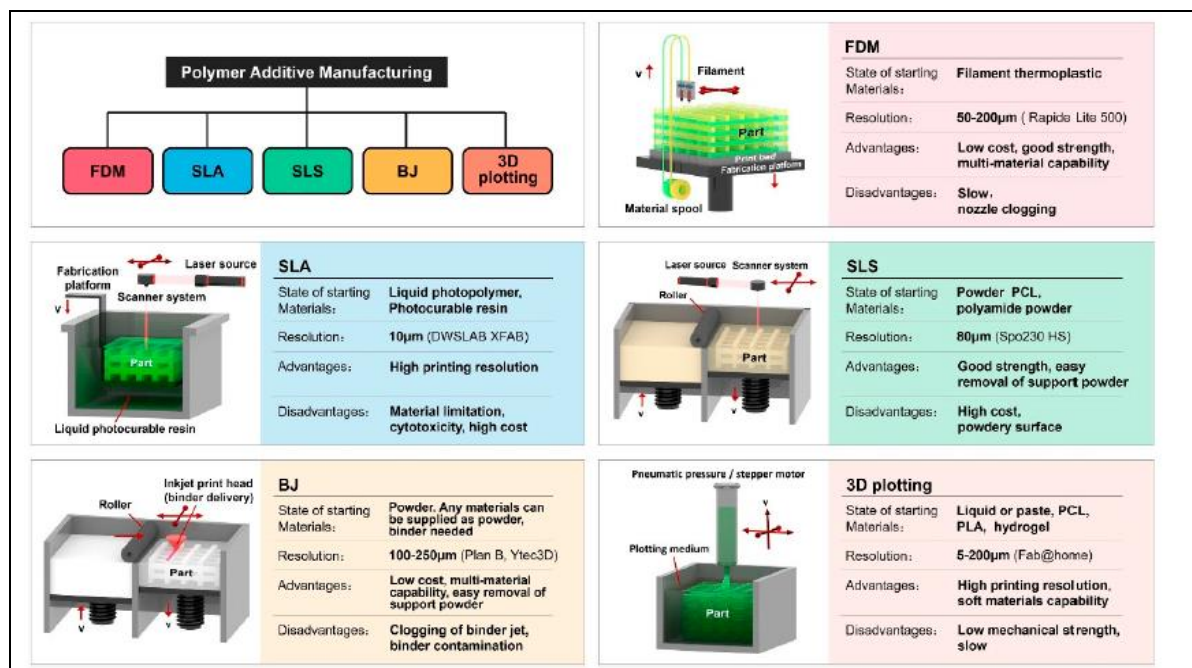 Polymer Additive Manufacturing
FDM
SLA
SLS
BJ
3D
plotting
v
Filament
Part
Print bed
Fabrication platform
Material spool
FDM
State of starting
Materials:
Filament thermoplastic
Resolution:
50-200μm ( Rapide Lite 500)
Advantages:
Low cost, good strength,
multi-material capability
Disadvantages:
Slow,
nozzle clogging
Fabrication
platform
Laser source
Scanner system
v
Part
Liquid photocurable resin
SLA
State of starting
Materials:
Liquid photopolymer,
Photocurable resin
Resolution:
10μm (DWSLAB XFAB)
Advantages:
High printing resolution
Disadvantages:
Material limitation,
cytotoxicity, high cost
Laser source
Scanner system
Roller
Part
v
v
SLS
State of starting
Materials:
Powder PCL,
polyamide powder
Resolution:
80μm (Spo230 HS)
Advantages:
Good strength, easy
removal of support powder
Disadvantages:
High cost,
powdery surface
Inkjet print head
(binder delivery)
Roller
Part
v
v
BJ
State of starting
Materials:
Powder. Any materials can
be supplied as powder,
binder needed
Resolution:
100-250μm (Plan B, Ytec3D)
Advantages:
Low cost, multi-material
capability, easy removal of
support powder
Disadvantages:
Clogging of binder jet,
binder contamination
Pneumatic pressure / stepper motor
v
Plotting medium
Part
3D plotting
State of starting
Materials:
Liquid or paste, PCL,
PLA, hydrogel
Resolution:
5-200μm (Fab@home)
Advantages:
High printing resolution,
soft materials capability
Disadvantages:
Low mechanical strength,
slow